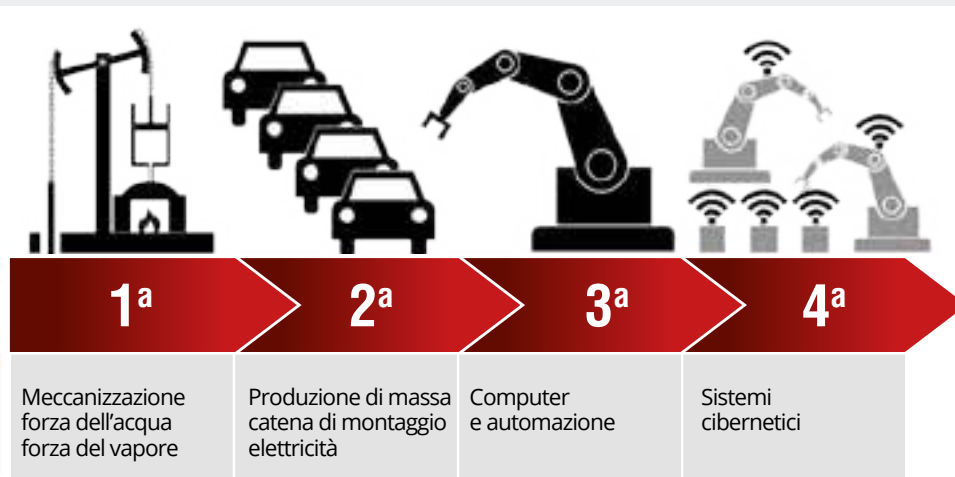 1ª
2ª
3ª
4ª
Meccanizzazione
forza dell’acqua
forza del vapore
Produzione di massa
catena di montaggio
elettricità
Computer
e automazione
Sistemi
cibernetici